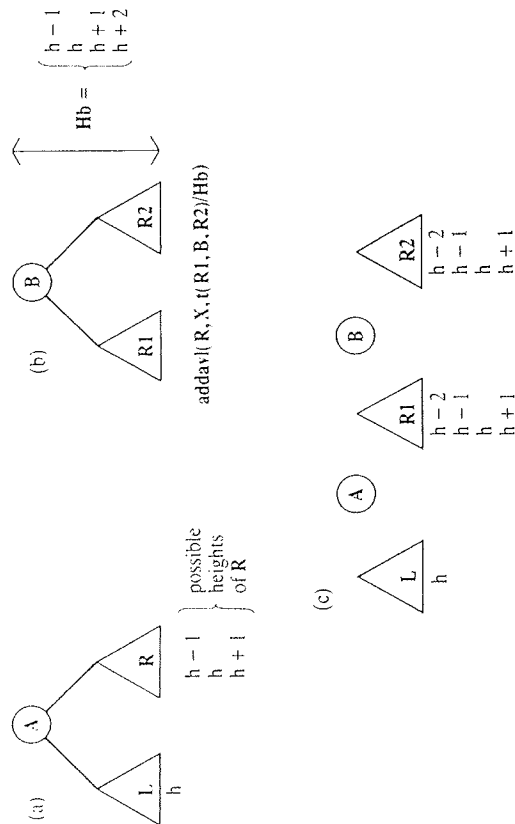 (a)
A
L
R
h
h − 1
h
h + 1
possible
heights
of R
(b)
B
R1
R2
Hb =
h − 1
h
h + 1
h + 2
addavl( R, X, t( R1, B, R2)/Hb)
(c)
L
A
R1
B
R2
h
h − 2
h − 1
h
h + 1
h − 2
h − 1
h
h + 1